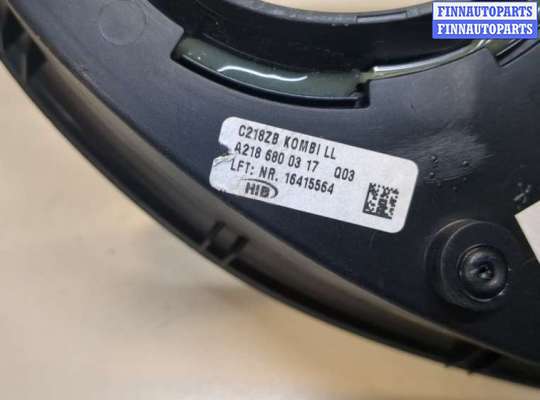 FINNAUTOPARTS
FINNAUTOPARTS
C218ZB KOMBI LL
A218 680 03 17 Q03
LFT: NR. 16415564
HIB